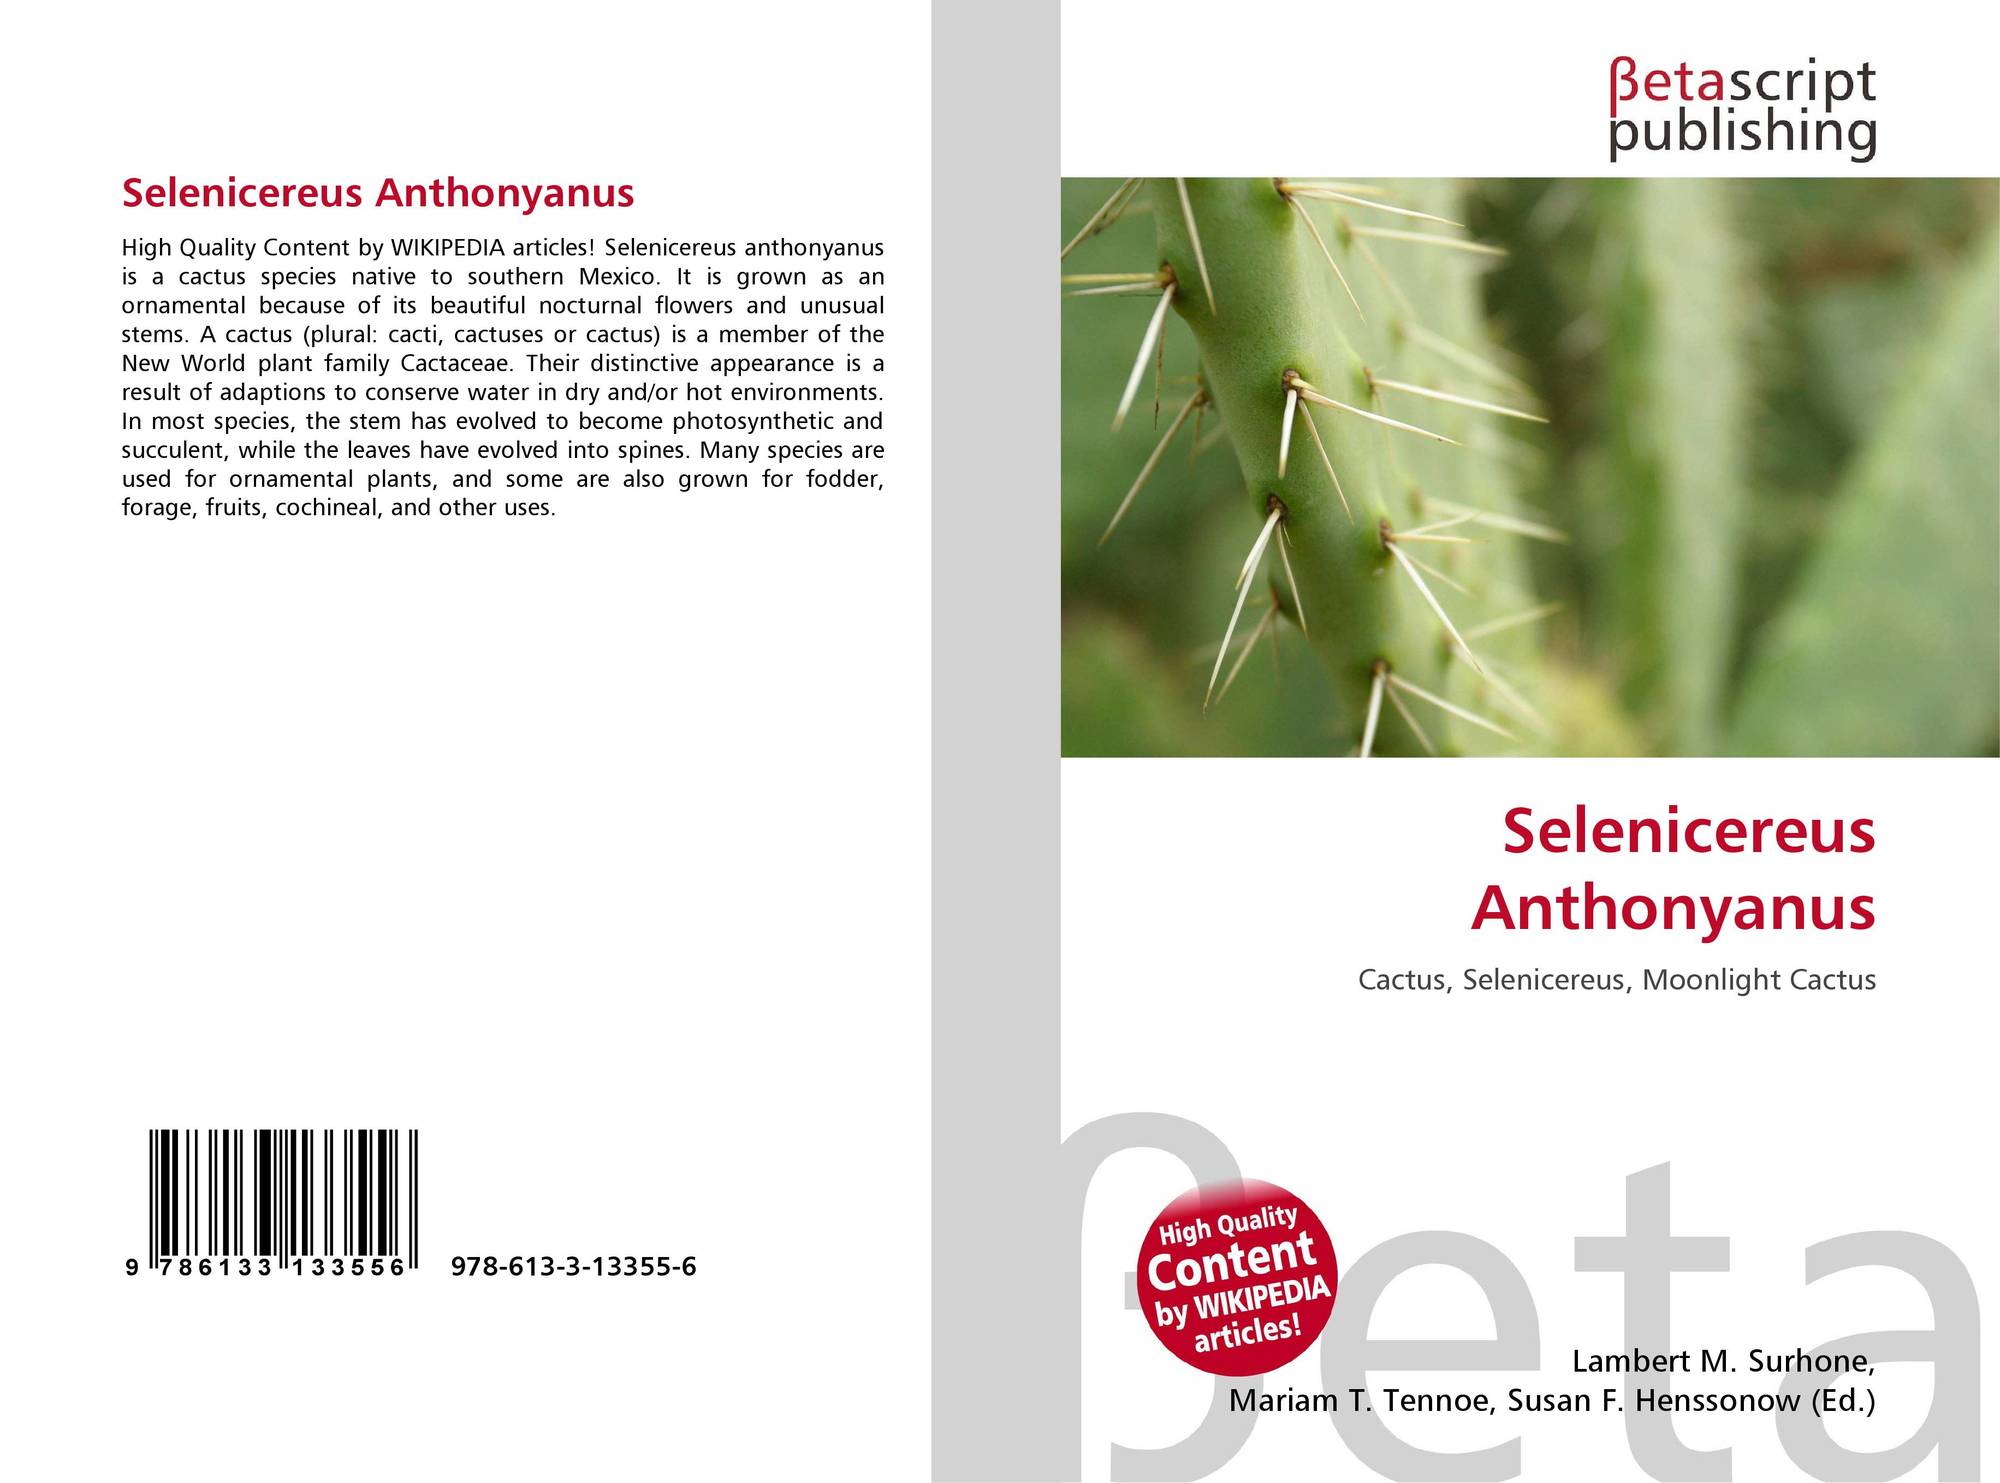 Selenicereus Anthonyanus
High Quality Content by WIKIPEDIA articles! Selenicereus anthonyanus
is a cactus species native to southern Mexico. It is grown as an
ornamental because of its beautiful nocturnal flowers and unusual
stems. A cactus (plural: cacti, cactuses or cactus) is a member of the
New World plant family Cactaceae. Their distinctive appearance is a
result of adaptions to conserve water in dry and/or hot environments.
In most species, the stem has evolved to become photosynthetic and
succulent, while the leaves have evolved into spines. Many species are
used for ornamental plants, and some are also grown for fodder,
forage, fruits, cochineal, and other uses.
9 786133 133556
978-613-3-13355-6
βetascript
publishing
Selenicereus
Anthonyanus
Cactus, Selenicereus, Moonlight Cactus
βeta
High Quality
Content
by WIKIPEDIA
articles!
Lambert M. Surhone,
Mariam T. Tennoe, Susan F. Henssonow (Ed.)